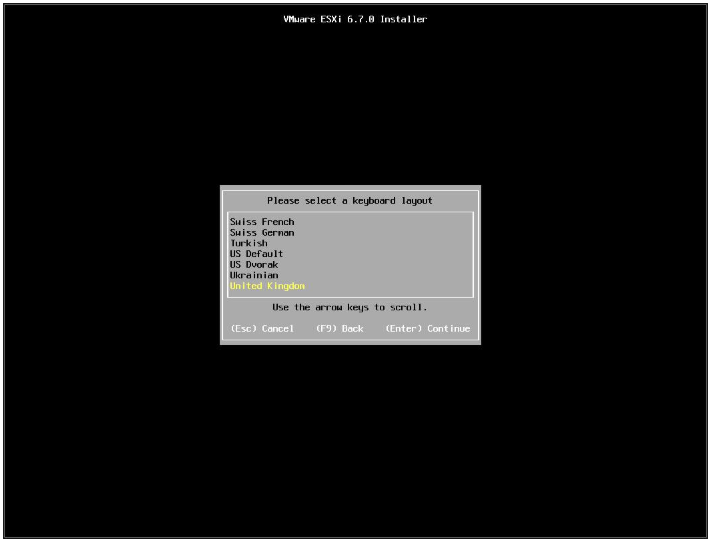 VMware ESXi 6.7.0 Installer
Please select a keyboard layout
Swiss French
Swiss German
Turkish
US Default
US Dvorak
Ukrainian
United Kingdom
Use the arrow keys to scroll.
(Esc) Cancel (F9) Back (Enter) Continue